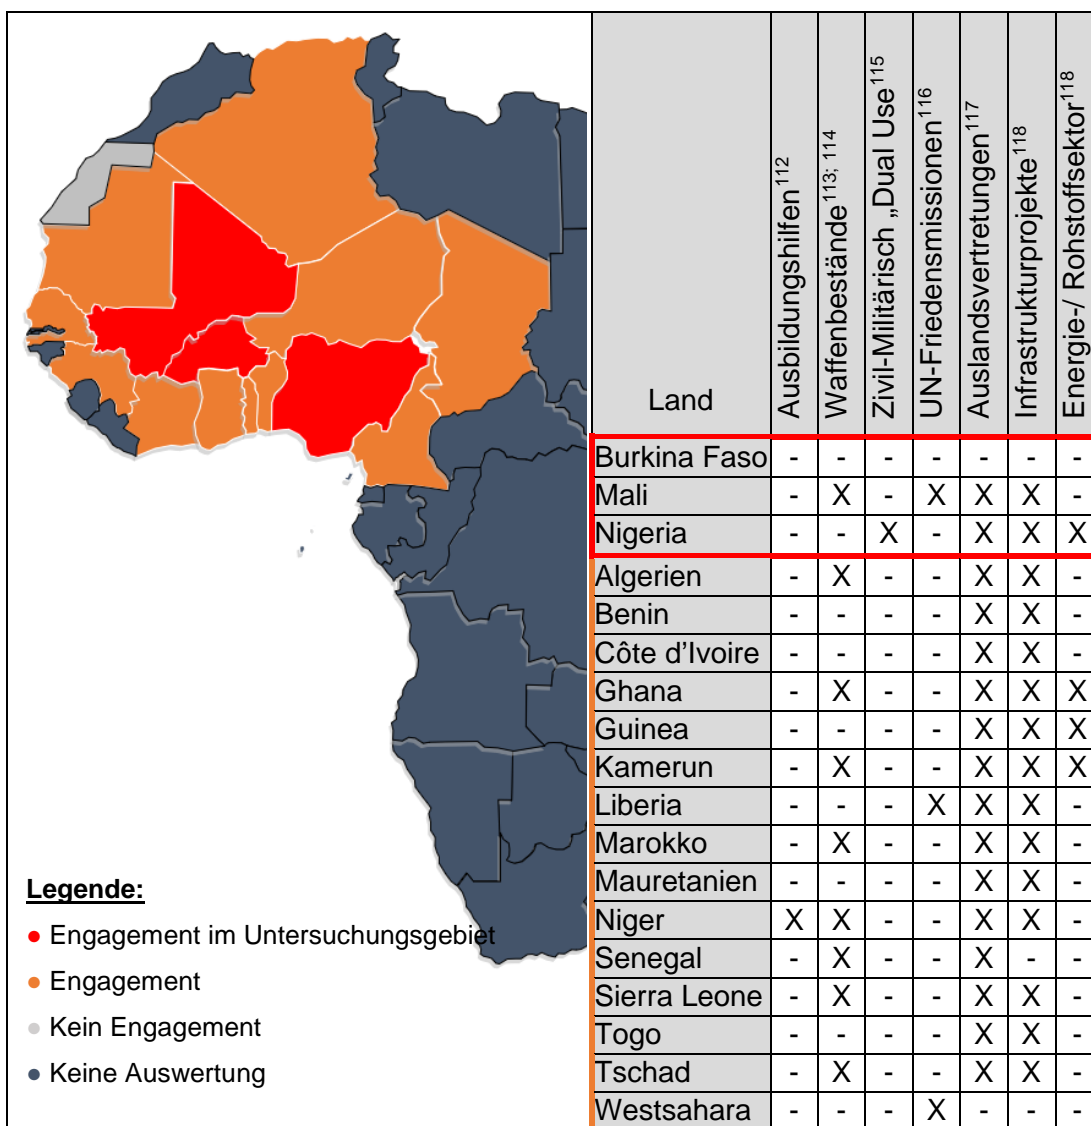 Legende:
● Engagement im Untersuchungsgebiet
● Engagement
● Kein Engagement
● Keine Auswertung
Land Ausbildungshilfen112 Waffenbestände113; 114 Zivil-Militärisch „Dual Use115 UN-Friedensmissionen116 Auslandsvertretungen117 Infrastrukturprojekte118 Energie-/ Rohstoffsektor118
Burkina Faso - - - - - - -
Mali - X - X X X -
Nigeria - - X - X X X
Algerien - X - - X X -
Benin - - - - X X -
Côte d'Ivoire - - - - X X -
Ghana - X - - X X X
Guinea - - - - X X X
Kamerun - X - - X X X
Liberia - - - X X X -
Marokko - X - - X X -
Mauretanien - - - - X X -
Niger X X - - X X -
Senegal - X - - X - -
Sierra Leone - X - - X X -
Togo - - - - X X -
Tschad - X - - X X -
Westsahara - - - X - - -